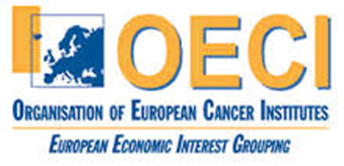 OECI
ORGANISATION OF EUROPEAN CANCER INSTITUTES
EUROPEAN ECONOMIC INTEREST GROUPING